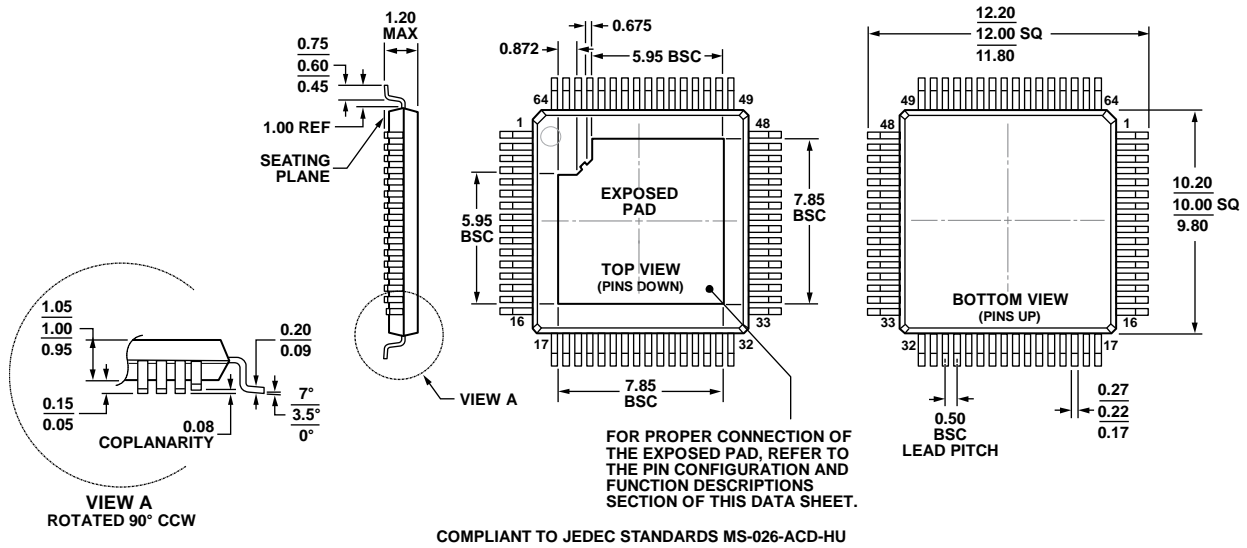 0.75
0.60
0.45
1.20
MAX
1.00 REF
SEATING
PLANE
0.675
0.872
5.95 BSC
64
49
1
48
16
33
17
32
EXPOSED
PAD
TOP VIEW
(PINS DOWN)
5.95
BSC
7.85
BSC
7.85
BSC
FOR PROPER CONNECTION OF
THE EXPOSED PAD, REFER TO
THE PIN CONFIGURATION AND
FUNCTION DESCRIPTIONS
SECTION OF THIS DATA SHEET.
12.20
12.00 SQ
11.80
49
64
48
1
33
16
32
17
BOTTOM VIEW
(PINS UP)
10.20
10.00 SQ
9.80
0.50
BSC
LEAD PITCH
0.27
0.22
0.17
1.05
1.00
0.95
0.15
0.05
0.20
0.09
7°
3.5°
0°
0.08
COPLANARITY
VIEW A
VIEW A
ROTATED 90° CCW
COMPLIANT TO JEDEC STANDARDS MS-026-ACD-HU